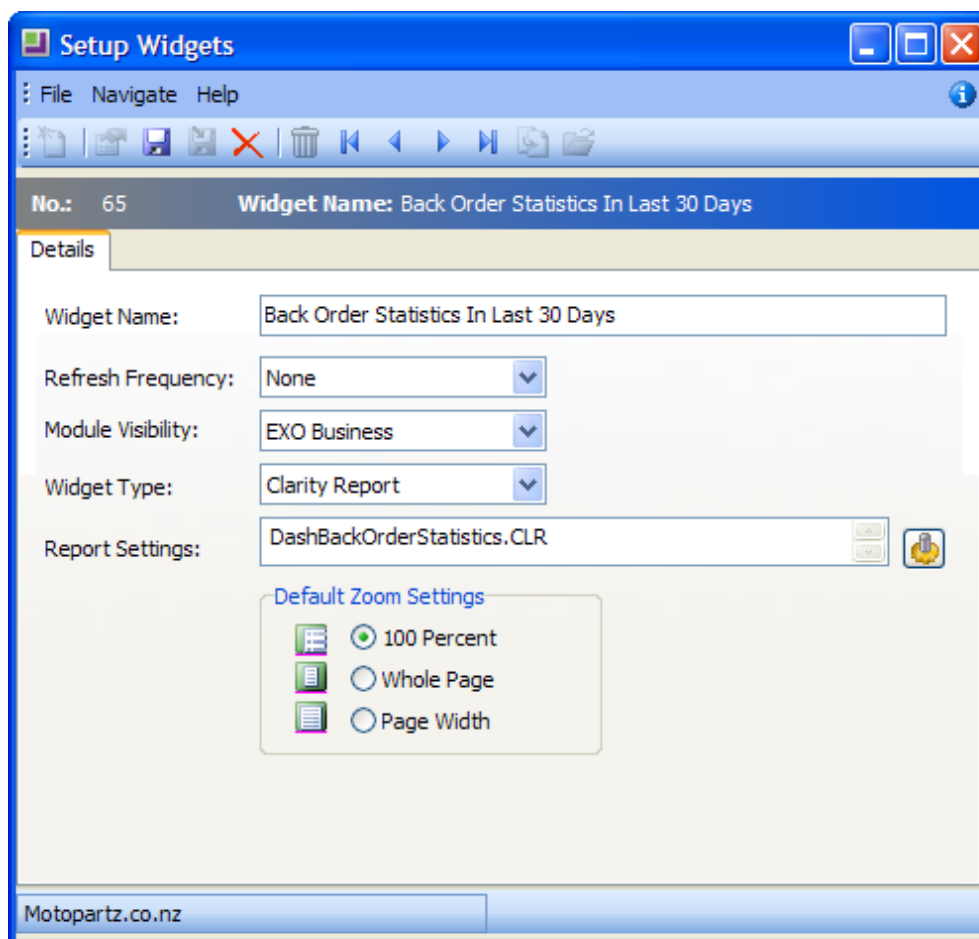 Setup Widgets
File Navigate Help
No.: 65 Widget Name: Back Order Statistics In Last 30 Days
Details
Widget Name: Back Order Statistics In Last 30 Days
Refresh Frequency: None
Module Visibility: EXO Business
Widget Type: Clarity Report
Report Settings: DashBackOrderStatistics.CLR
Default Zoom Settings
100 Percent
Whole Page
Page Width
Motopartz.co.nz